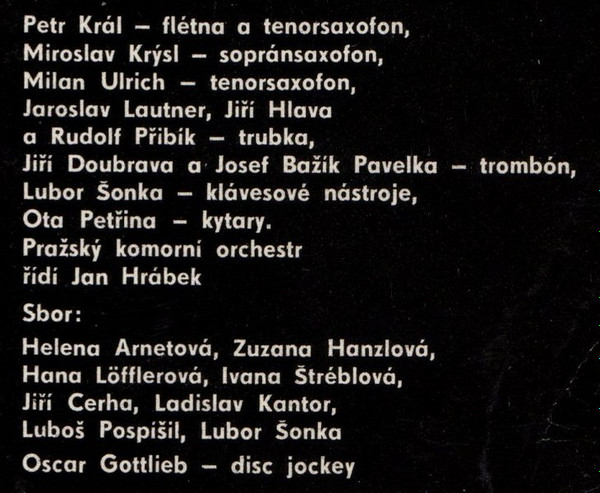 Petr Král – flétna a tenorsaxofon,
Miroslav Krýsl – sopránsaxofon,
Milan Ulrich – tenorsaxofon,
Jaroslav Lautner, Jiří Hlava
a Rudolf Přibík – trubka,
Jiří Doubrava a Josef Bažík Pavelka – trombón,
Lubor Šonka – klávesové nástroje,
Ota Petřina – kytary.
Pražský komorní orchestr
řídí Jan Hrábek
Sbor:
Helena Arnetová, Zuzana Hanzlová,
Hana Löfflerová, Ivana Štréblová,
Jiří Cerha, Ladislav Kantor,
Luboš Pospíšil, Lubor Šonka
Oscar Gottlieb – disc jockey